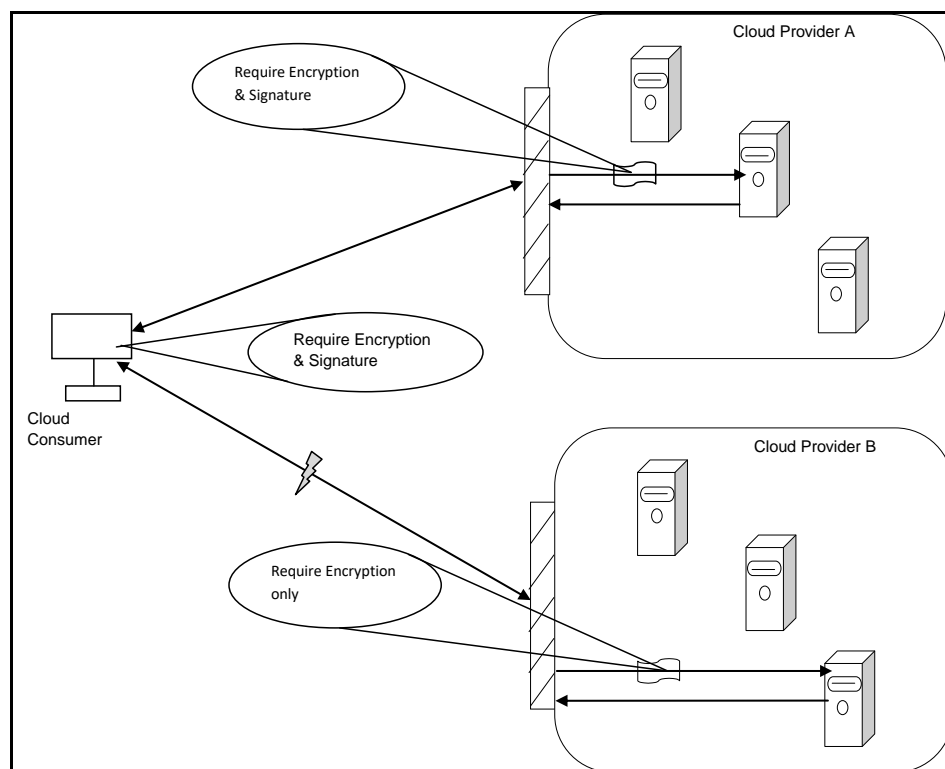 Cloud Provider A
Require Encryption
& Signature
Require Encryption
& Signature
Cloud
Consumer
Cloud Provider B
Require Encryption
only